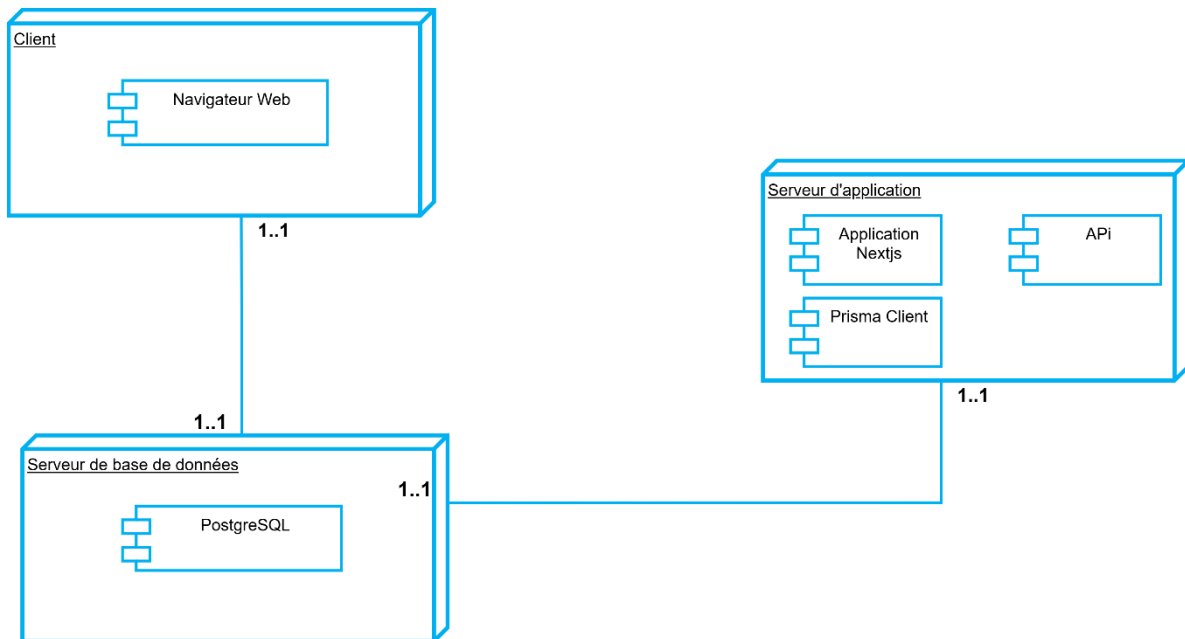 Client
Navigateur Web
1..1
Serveur d'application
Application
Nextjs
APi
Prisma Client
1..1
1..1
Serveur de base de données
1..1
PostgreSQL